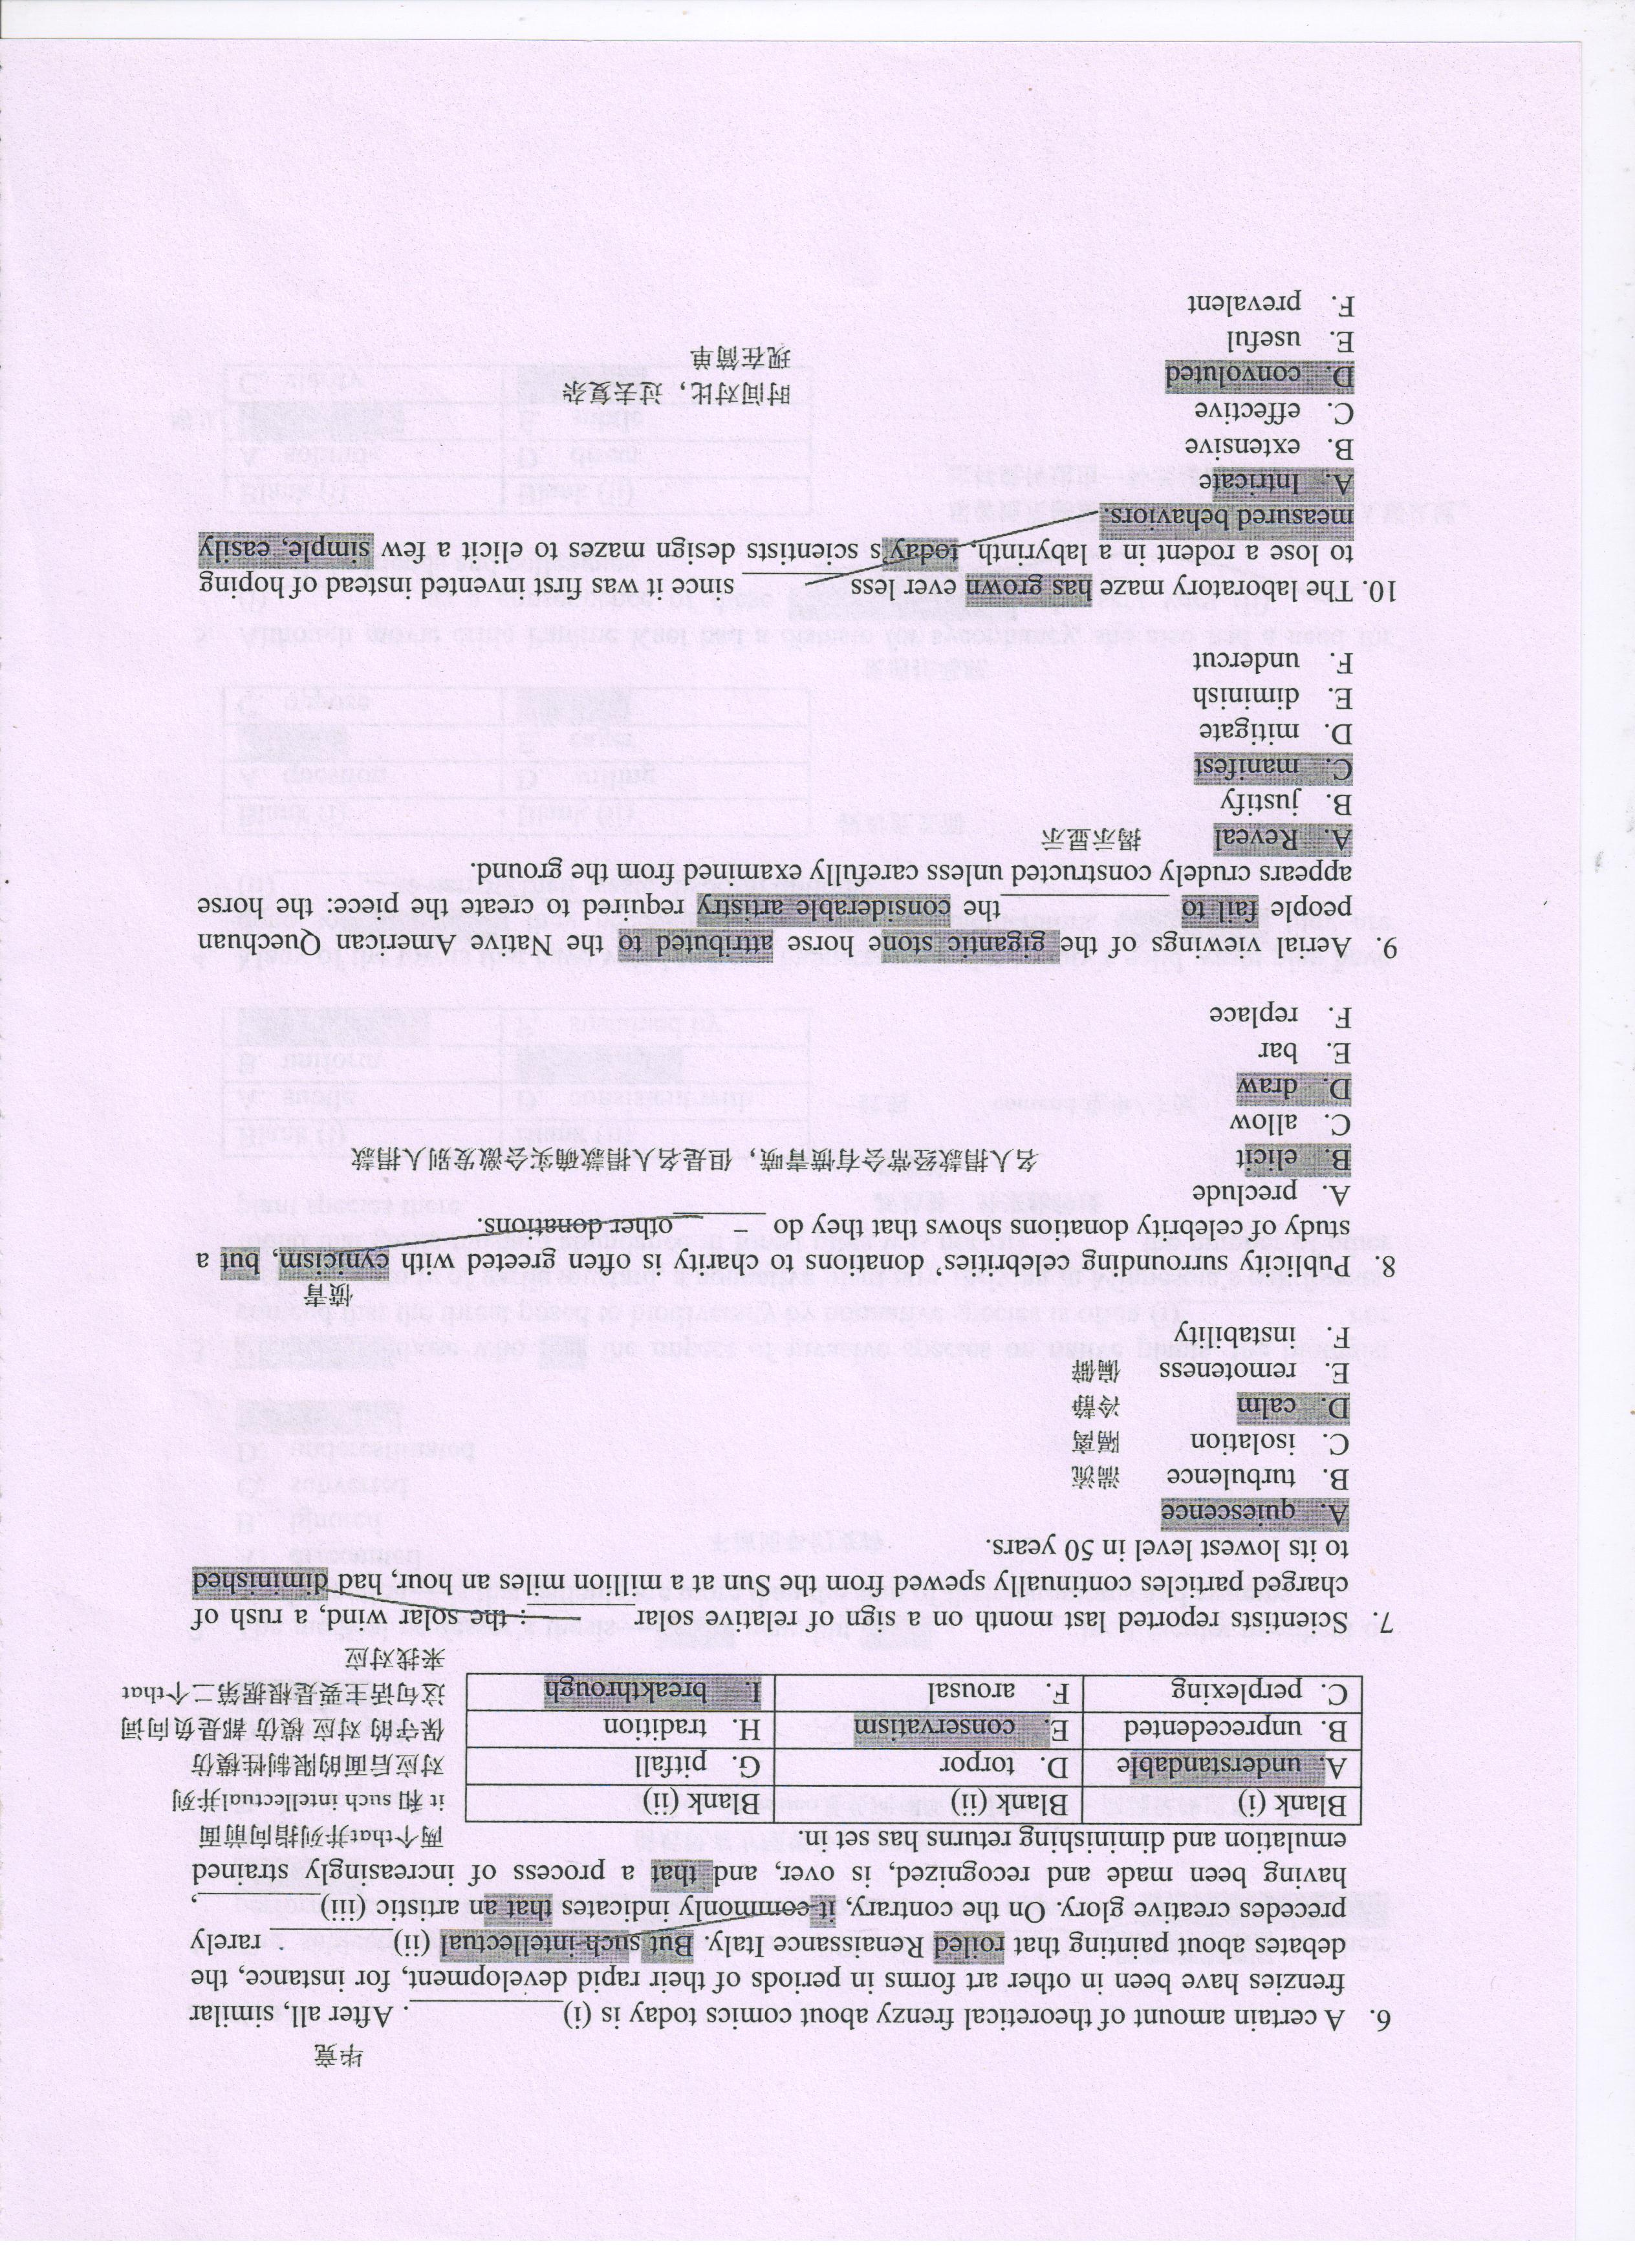 毕竟
6. A certain amount of theoretical frenzy about comics today is (i)____________. After all, similar
frenzies have been in other art forms in periods of their rapid development, for instance, the
debates about painting that roiled Renaissance Italy. But such intellectual (ii)__________ rarely
precedes creative glory. On the contrary, it commonly indicates that an artistic (iii)__________,
having been made and recognized, is over, and that a process of increasingly strained
emulation and diminishing returns has set in.
Blank (i) Blank (ii) Blank (ii)
A. understandable D. torpor G. pitfall
B. unprecedented E. conservatism H. tradition
C. perplexing F. arousal I. breakthrough
两个that并列指向前面
it 和 such intellectual并列
对应后面的限制性模仿
保守的 对应 模仿 都是负向词
这句话主要是根据第二个that
来找对应
7. Scientists reported last month on a sign of relative solar_________: the solar wind, a rush of
charged particles continually spewed from the Sun at a million miles an hour, had diminished
to its lowest level in 50 years.
A. quiescence
B. turbulence 湍流
C. isolation 隔离
D. calm 冷静
E. remoteness 偏僻
F. instability
愤青
8. Publicity surrounding celebrities' donations to charity is often greeted with cynicism, but a
study of celebrity donations shows that they do ________other donations.
A. preclude
B. elicit 名人捐款经常会有愤青喷，但是名人捐款确实会激发别人捐款
C. allow
D. draw
E. bar
F. replace
9. Aerial viewings of the gigantic stone horse attributed to the Native American Quechuan
people fail to ____________the considerable artistry required to create the piece: the horse
appears crudely constructed unless carefully examined from the ground.
A. Reveal 揭示显示
B. justify
C. manifest
D. mitigate
E. diminish
F. undercut
10. The laboratory maze has grown ever less ________ since it was first invented instead of hoping
to lose a rodent in a labyrinth, today's scientists design mazes to elicit a few simple, easily
measured behaviors.
A. Intricate
B. extensive
C. effective
D. convoluted
E. useful
F. prevalent
时间对比，过去复杂
现在简单